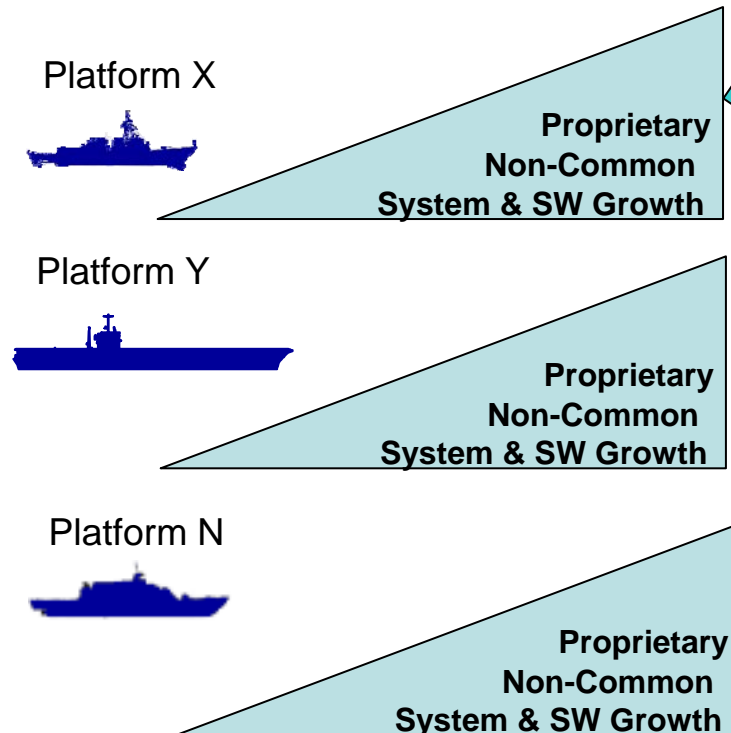 Platform X
Proprietary
Non-Common
System & SW Growth
Platform Y
Proprietary
Non-Common
System & SW Growth
Platform N
Proprietary
Non-Common
System & SW Growth